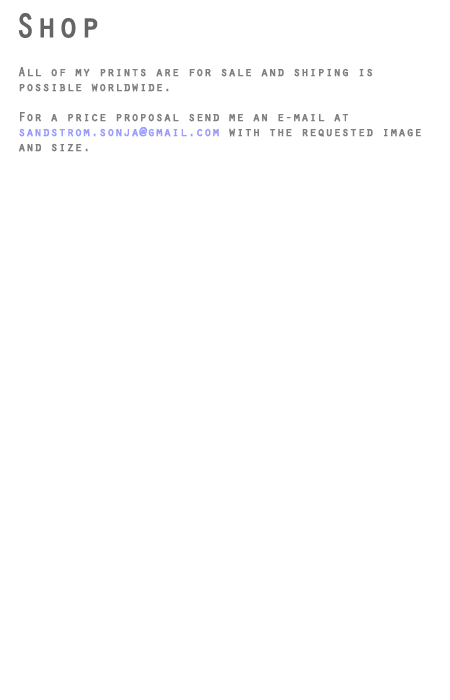 Shop
All of my prints are for sale and shiping is
possible worldwide.
For a price proposal send me an e-mail at
sandstrom.sonja@gmail.com with the requested image
and size.